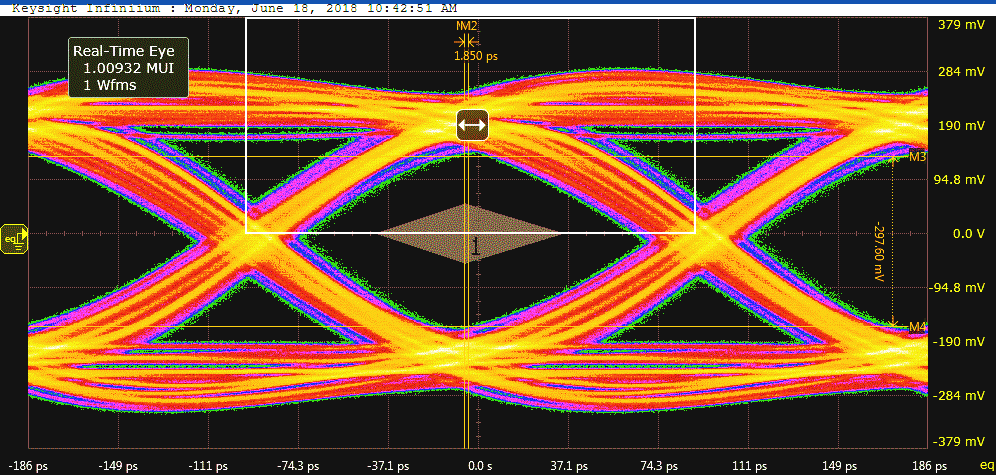 Keysight Infiniium : Monday, June 18, 2018 10:42:51 AM
M2
379 mV
1.850 ps
Real-Time Eye
1.00932 MUI
1 Wfms
284 mV
190 mV
M3
94.8 mV
eq
0.0 V
1
-297.60 mV
-94.8 mV
M4
-190 mV
-284 mV
-379 mV
-186 ps -149 ps -111 ps -74.3 ps -37.1 ps 0.0 s 37.1 ps 74.3 ps 111 ps 149 ps 186 ps eq